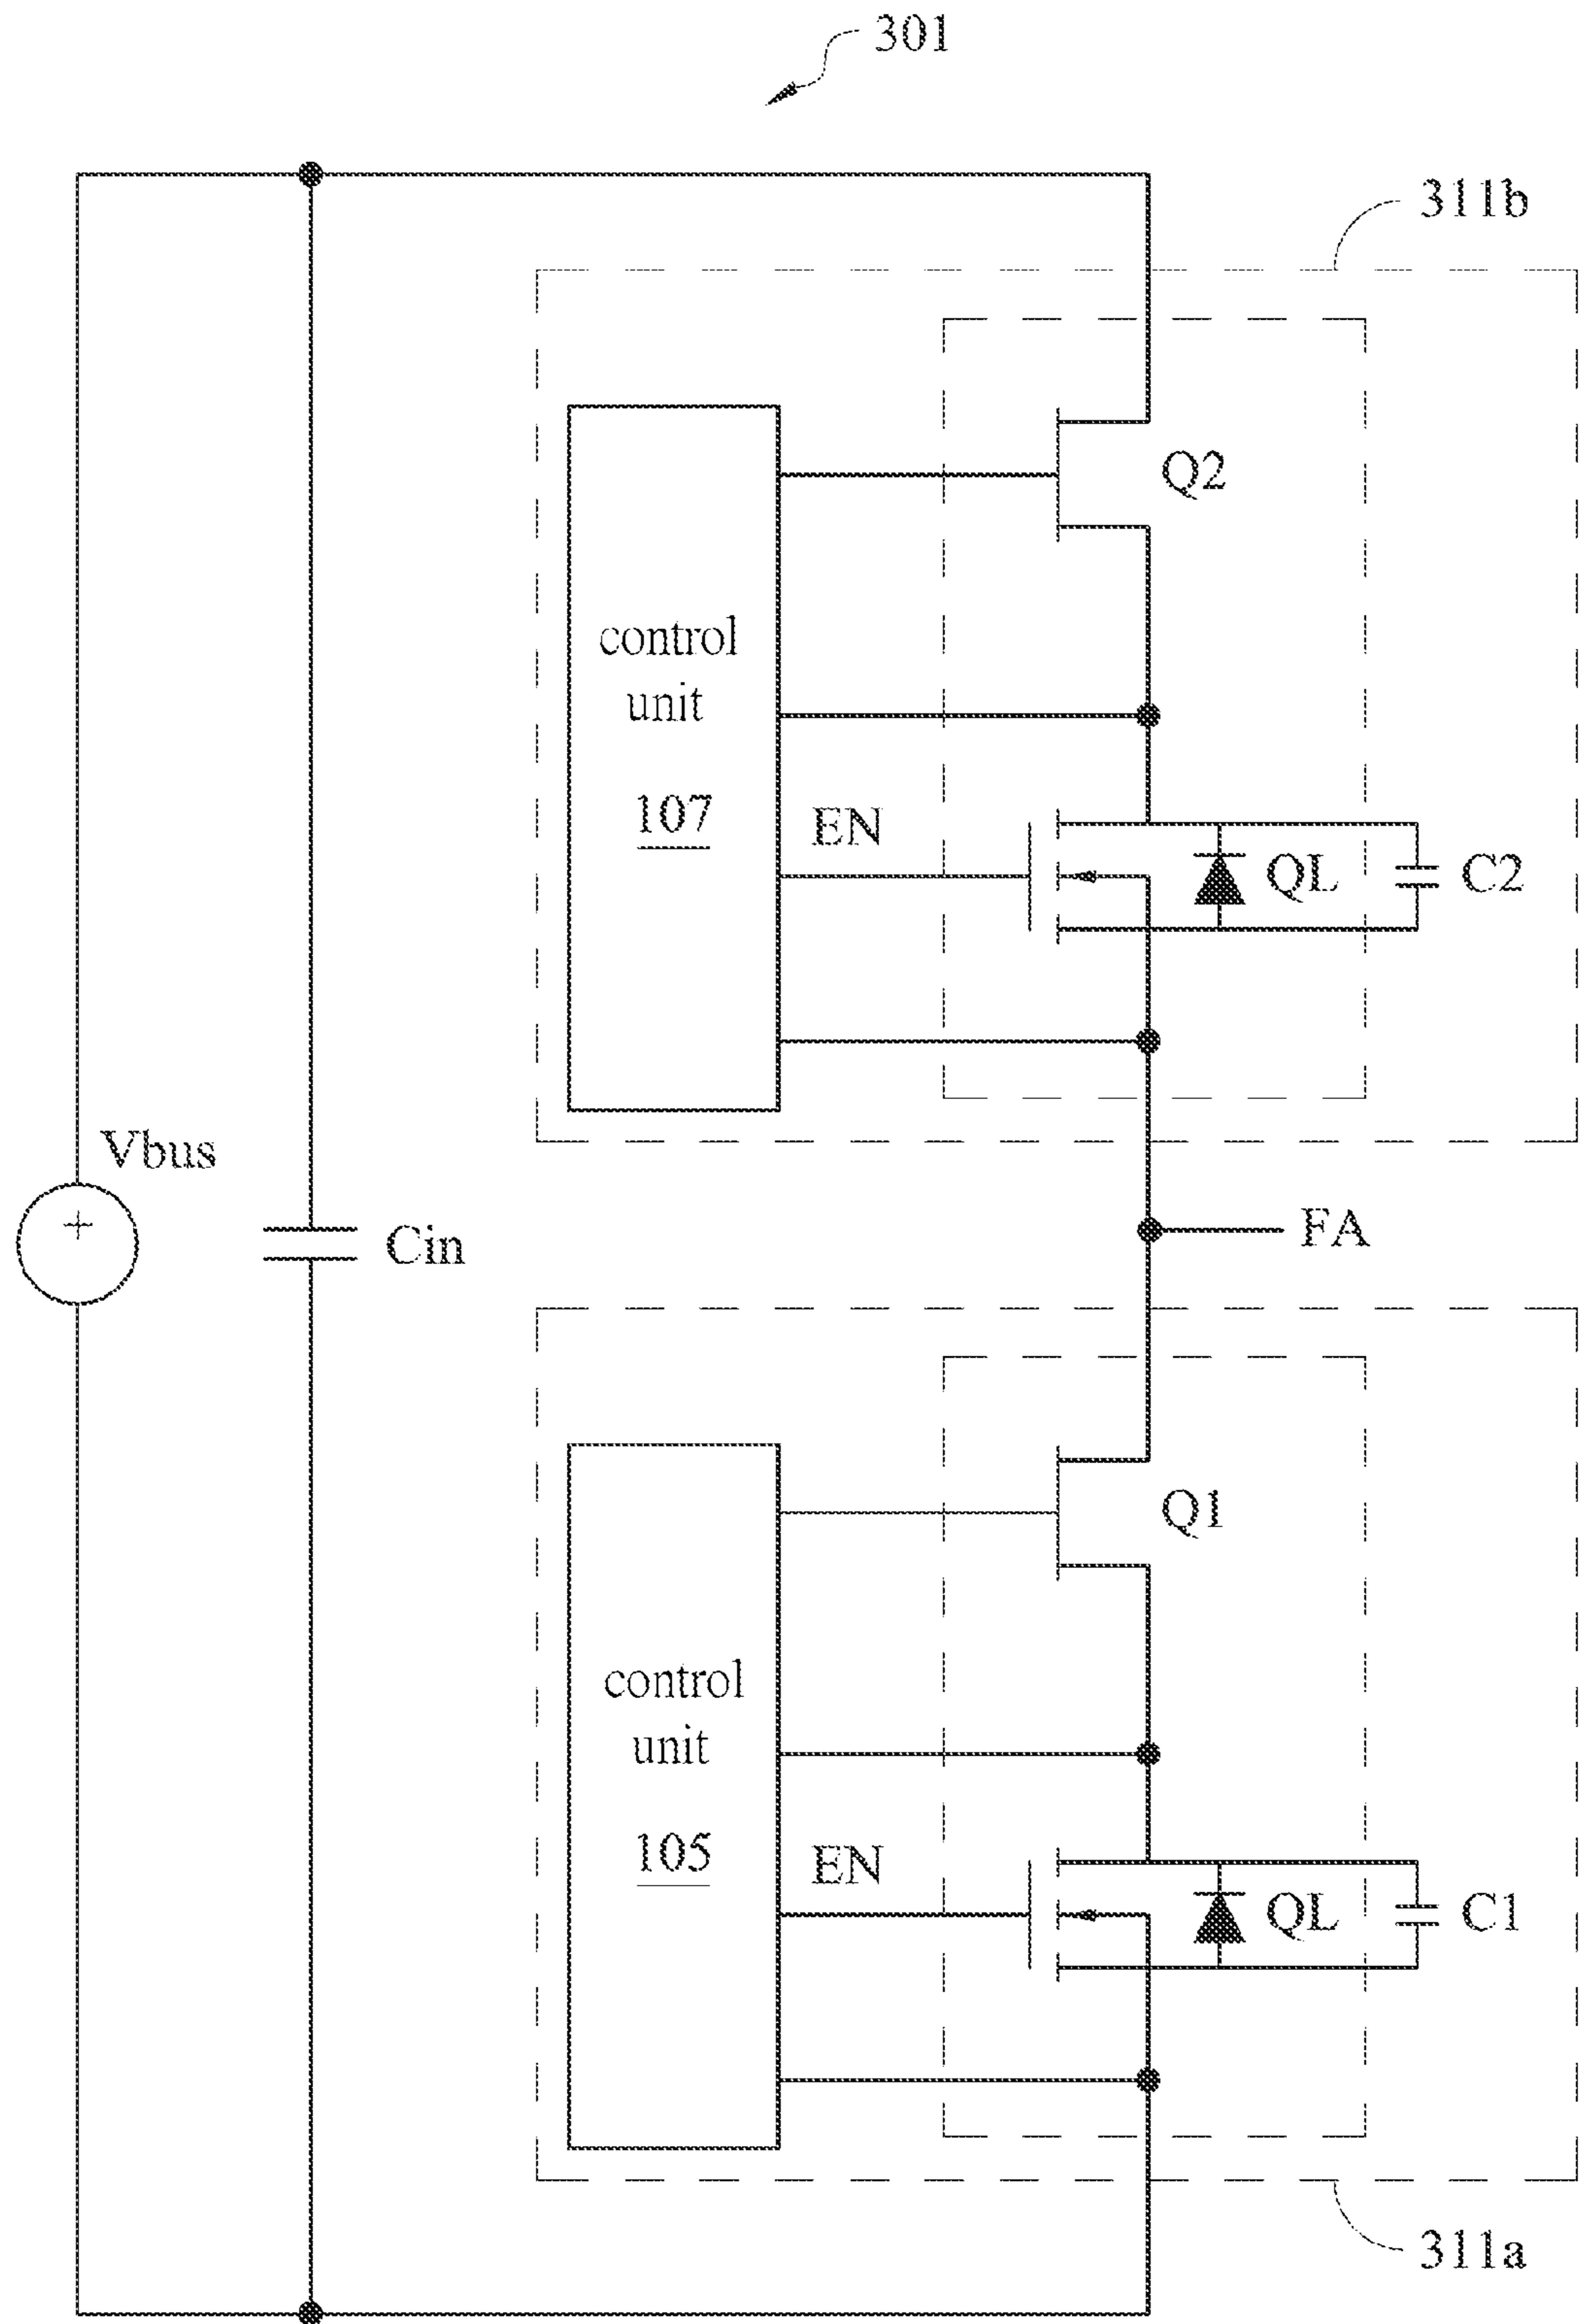 301
311b
Q2
control
unit
107
EN
QL
C2
Vbus
+
Cin
FA
Q1
control
unit
105
EN
QL
C1
311a